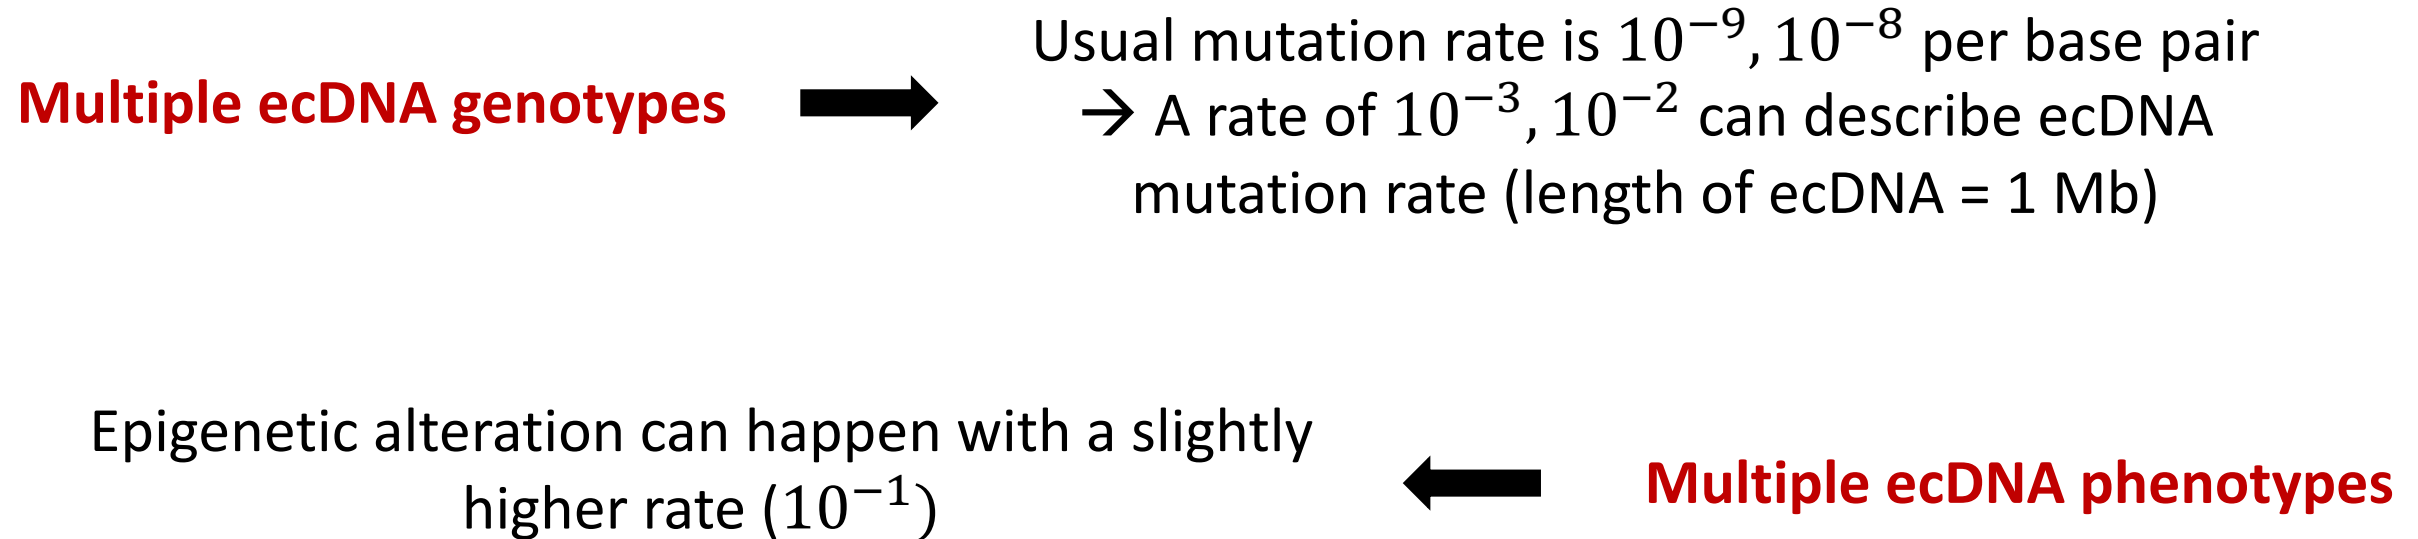 Usual mutation rate is 10⁻⁹, 10⁻⁸ per base pair
Multiple ecDNA genotypes
→ A rate of 10⁻³, 10⁻² can describe ecDNA
mutation rate (length of ecDNA = 1 Mb)
Epigenetic alteration can happen with a slightly
higher rate (10⁻¹)
Multiple ecDNA phenotypes